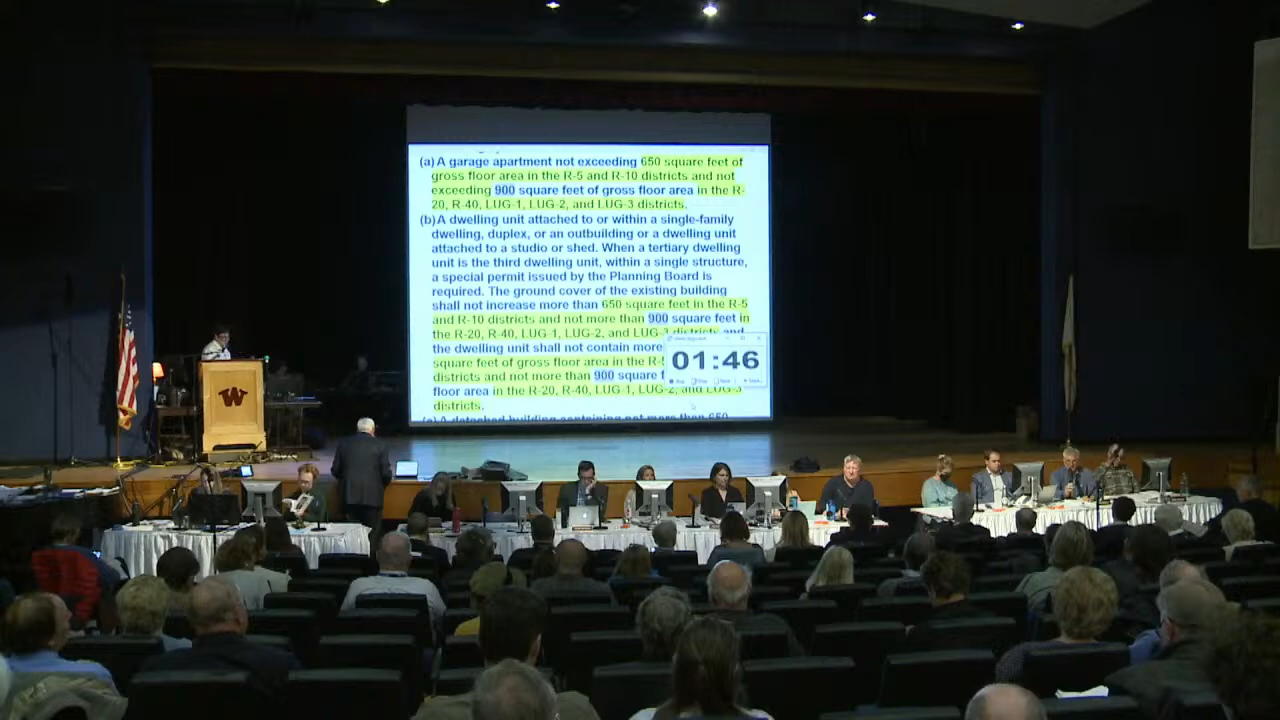 (a) A garage apartment not exceeding 650 square feet of
gross floor area in the R-5 and R-10 districts and not
exceeding 900 square feet of gross floor area in the R-
20, R-40, LUG-1, LUG-2, and LUG-3 districts.
(b) A dwelling unit attached to or within a single-family
dwelling, duplex, or an outbuilding or a dwelling unit
attached to a studio or shed. When a tertiary dwelling
unit is the third dwelling unit, within a single structure,
a special permit issued by the Planning Board is
required. The ground cover of the existing building
shall not increase more than 650 square feet in the R-5
and R-10 districts and not more than 900 square feet in
the R-20, R-40, LUG-1, LUG-2, and LUG-3 districts and
the dwelling unit shall not contain more
square feet of gross floor area in the R-
districts and not more than 900 square f
floor area in the R-20, R-40, LUG-1, LUG-2, and LUG-3
districts.
building containing not more than 650
01:46
W